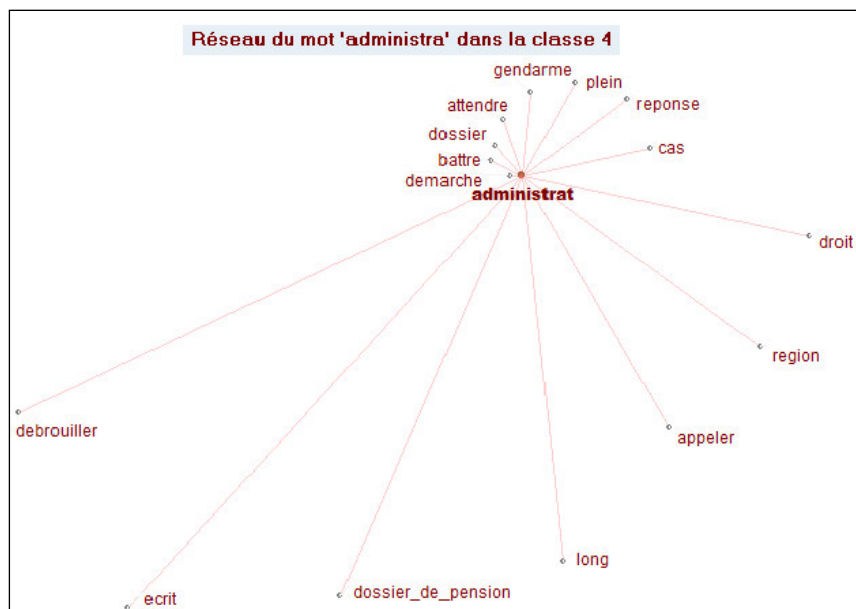 Réseau du mot 'administra' dans la classe 4
gendarme
plein
reponse
attendre
dossier
cas
battre
demarche
administrat
droit
region
debrouiller
appeler
long
dossier_de_pension
ecrit